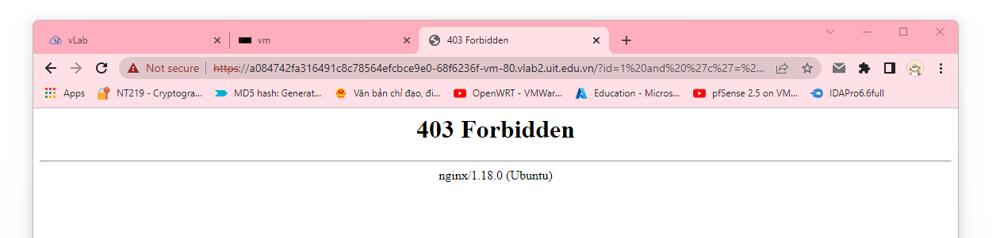 vLab vm 403 Forbidden
Not secure https://a084742fa316491c8c78564efcbce9e0-68f6236f-vm-80.vlab2.uit.edu.vn/?id=1%20and%20%27c%27=%2...
Apps NT219 - Cryptogra... MD5 hash: Generat... Văn bản chỉ đạo, đi... OpenWRT - VMWar... Education - Micros... pfSense 2.5 on VM... IDAPro6.6full
403 Forbidden
nginx/1.18.0 (Ubuntu)